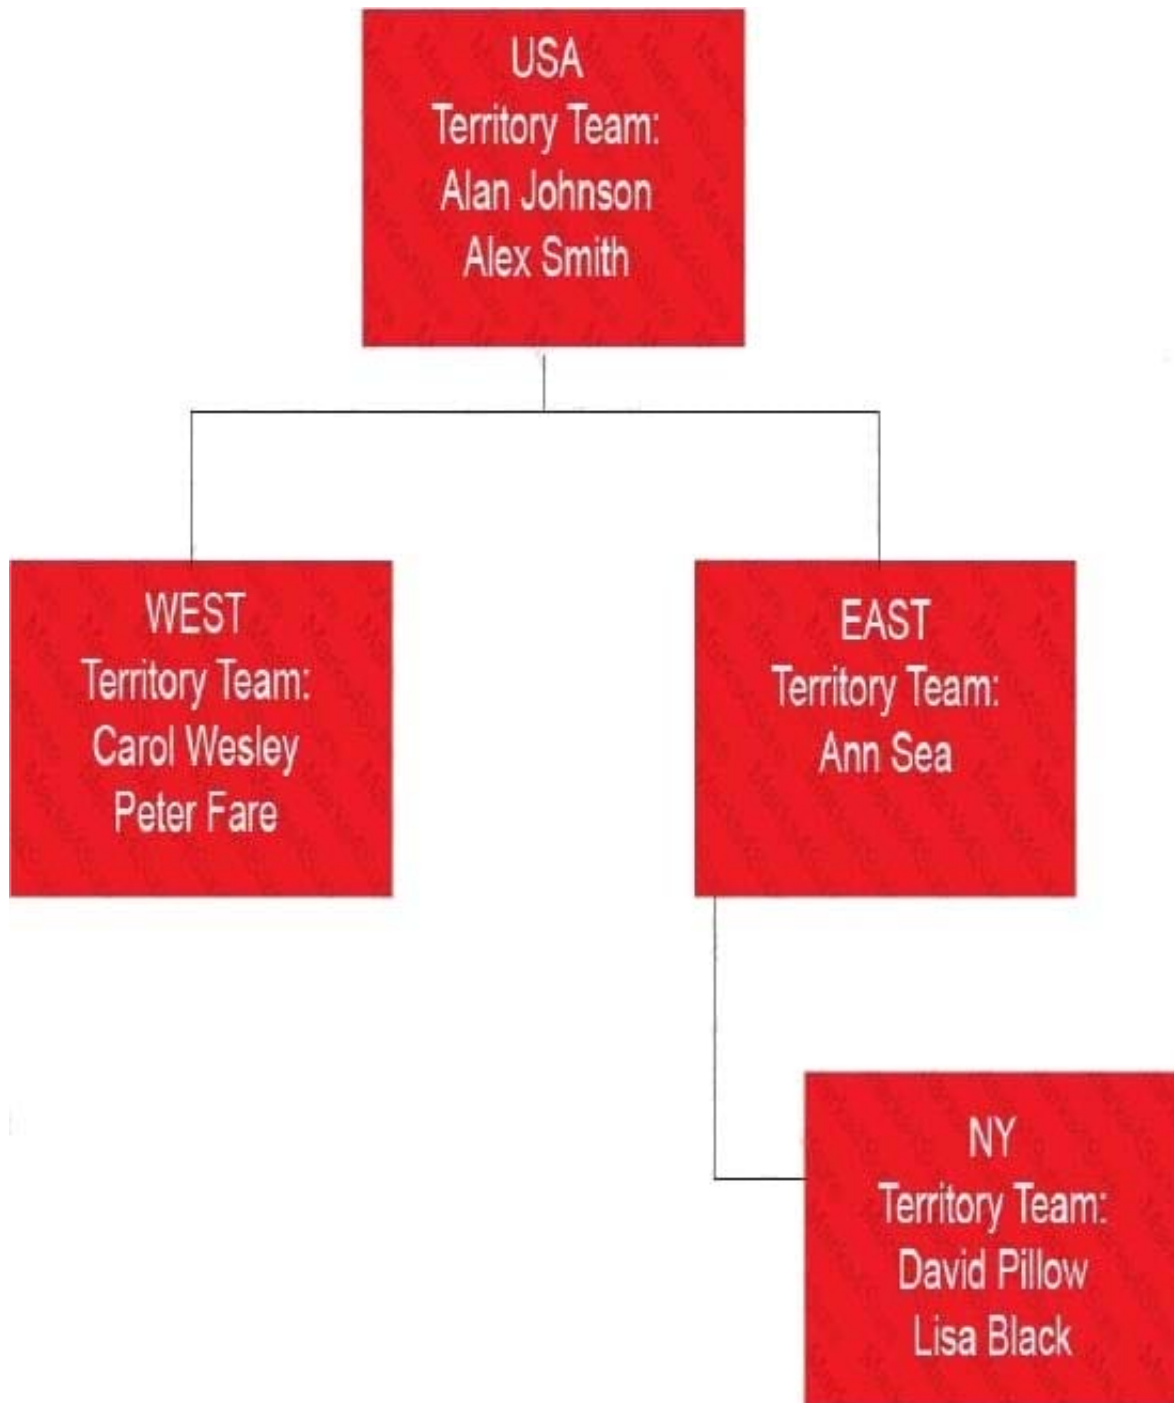 USA
Territory Team:
Alan Johnson
Alex Smith
WEST
Territory Team:
Carol Wesley
Peter Fare
EAST
Territory Team:
Ann Sea
NY
Territory Team:
David Pillow
Lisa Black